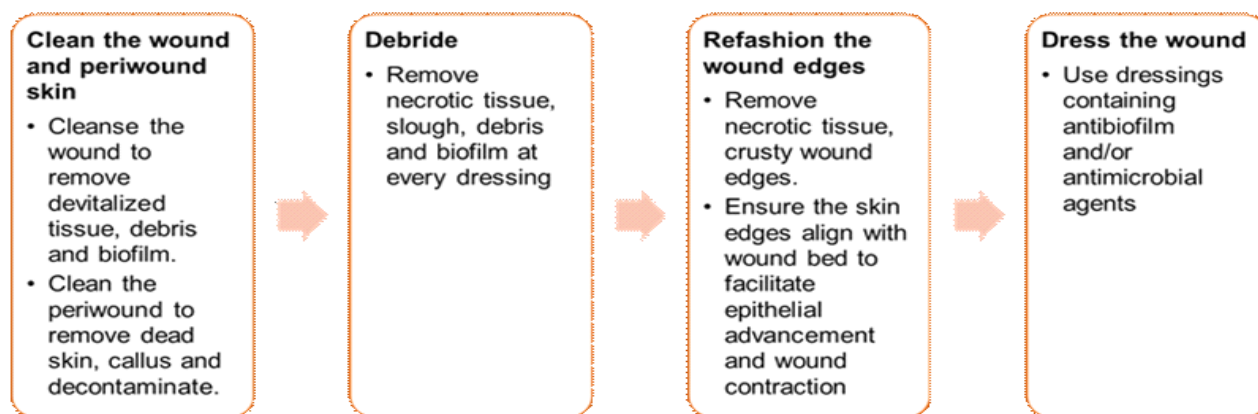 Clean the wound
and periwound
skin
• Cleanse the
wound to
remove
devitalized
tissue, debris
and biofilm.
• Clean the
periwound to
remove dead
skin, callus and
decontaminate.
Debride
• Remove
necrotic tissue,
slough, debris
and biofilm at
every dressing
Refashion the
wound edges
• Remove
necrotic tissue,
crusty wound
edges.
• Ensure the skin
edges align with
wound bed to
facilitate
epithelial
advancement
and wound
contraction
Dress the wound
• Use dressings
containing
antibiofilm
and/or
antimicrobial
agents